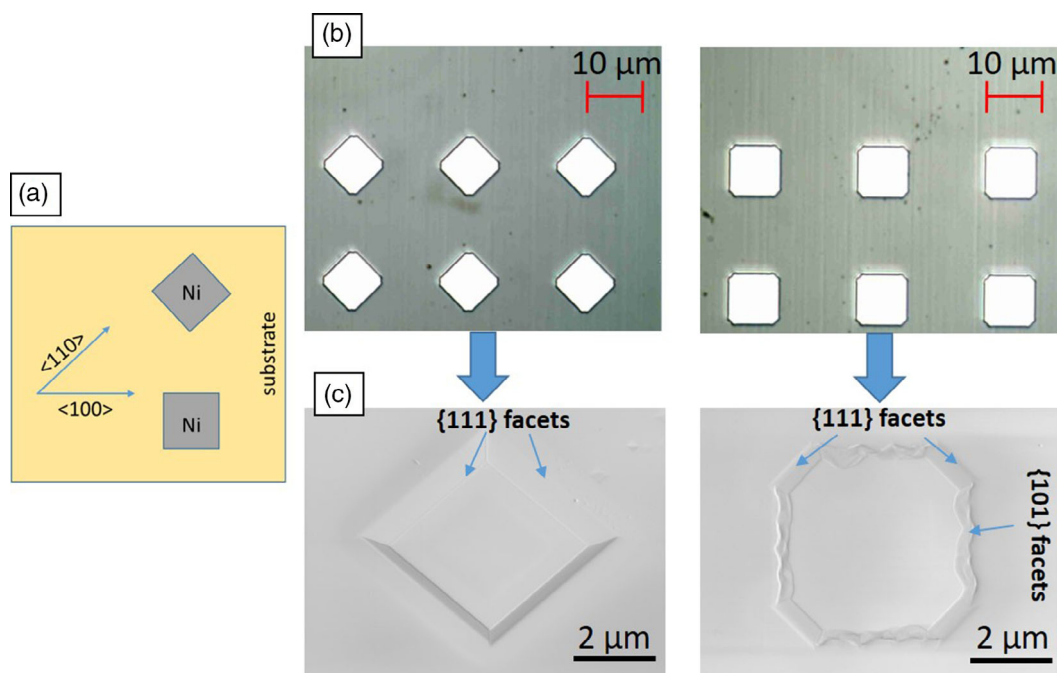 (a)
Ni
<110>
<100>
Ni
substrate
(b)
10 μm
10 μm
(c)
{111} facets
2 μm
{111} facets
{101} facets
2 μm